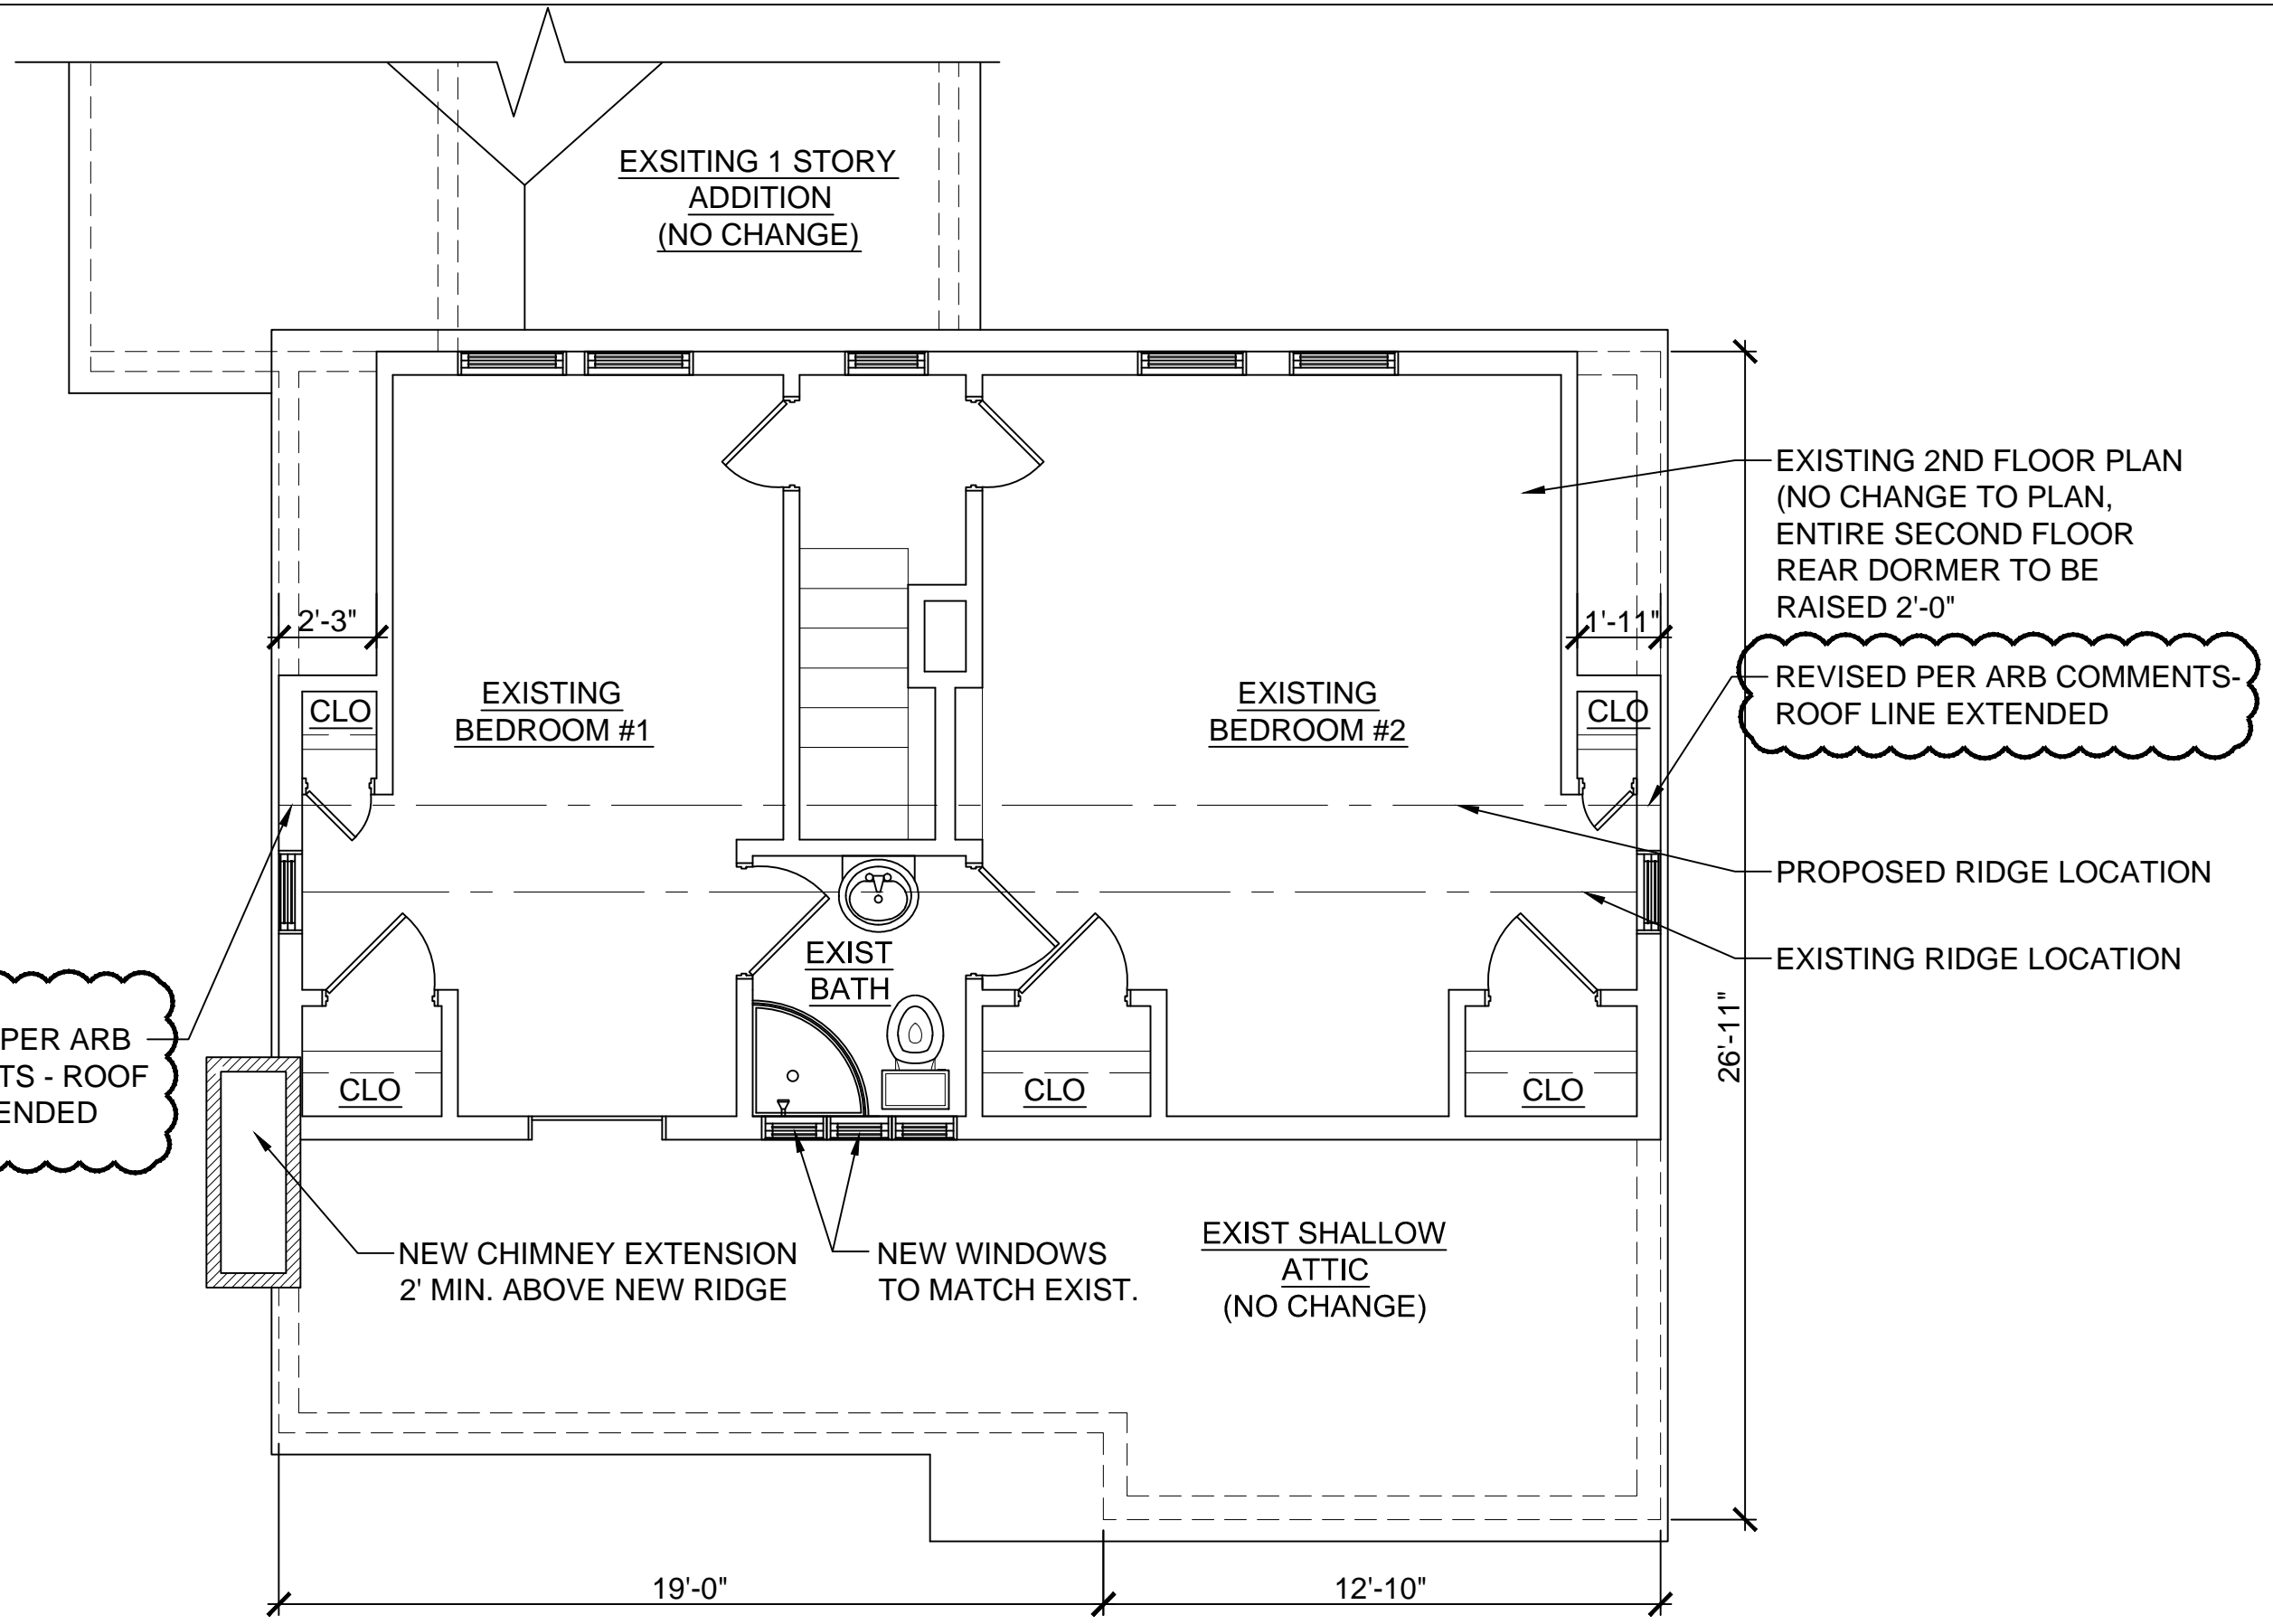 EXSITING 1 STORY
ADDITION
(NO CHANGE)
EXISTING 2ND FLOOR PLAN
(NO CHANGE TO PLAN,
ENTIRE SECOND FLOOR
REAR DORMER TO BE
RAISED 2'-0"
2'-3"
1'-11"
REVISED PER ARB COMMENTS-
ROOF LINE EXTENDED
EXISTING
BEDROOM #1
EXISTING
BEDROOM #2
CLO
CLO
PROPOSED RIDGE LOCATION
EXISTING RIDGE LOCATION
EXIST
BATH
PER ARB
TS - ROOF
ENDED
CLO
CLO
CLO
26'-11"
NEW CHIMNEY EXTENSION
2' MIN. ABOVE NEW RIDGE
NEW WINDOWS
TO MATCH EXIST.
EXIST SHALLOW
ATTIC
(NO CHANGE)
19'-0"
12'-10"